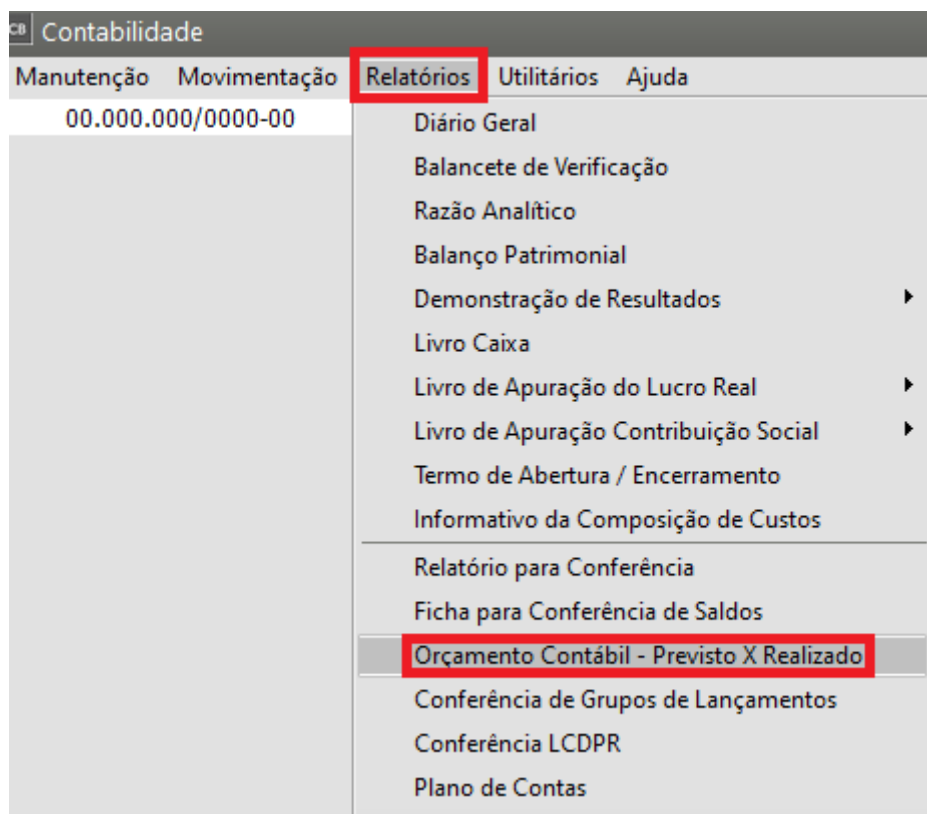 CB Contabilidade
Manutenção Movimentação Relatórios Utilitários Ajuda
00.000.000/0000-00
Diário Geral
Balancete de Verificação
Razão Analítico
Balanço Patrimonial
Demonstração de Resultados
Livro Caixa
Livro de Apuração do Lucro Real
Livro de Apuração Contribuição Social
Termo de Abertura / Encerramento
Informativo da Composição de Custos
Relatório para Conferência
Ficha para Conferência de Saldos
Orçamento Contábil - Previsto X Realizado
Conferência de Grupos de Lançamentos
Conferência LCDPR
Plano de Contas